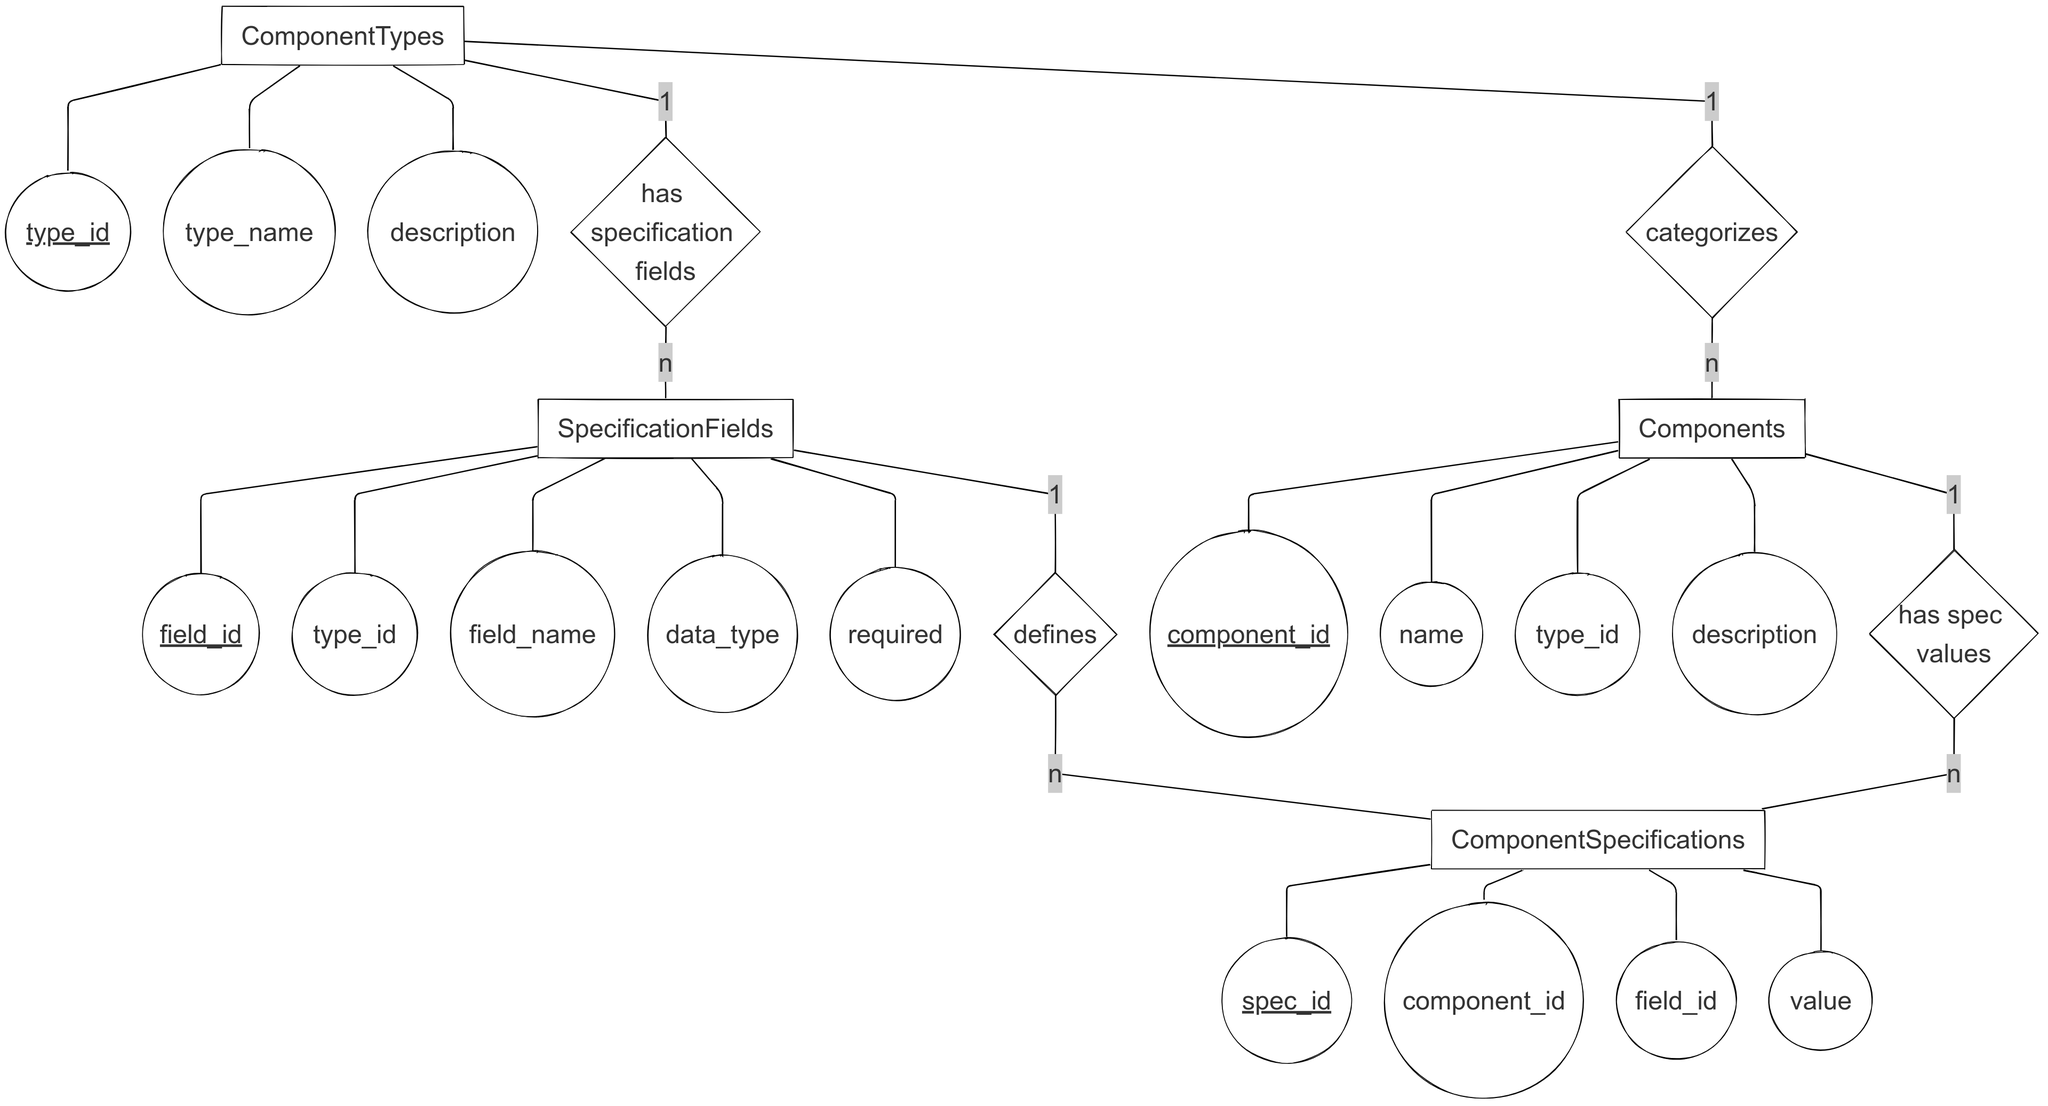 ComponentTypes
1
1
type_id
type_name
description
has
specification
fields
categorizes
n
n
SpecificationFields
Components
1
1
field_id
type_id
field_name
data_type
required
defines
component_id
name
type_id
description
has spec
values
n
n
ComponentSpecifications
spec_id
component_id
field_id
value